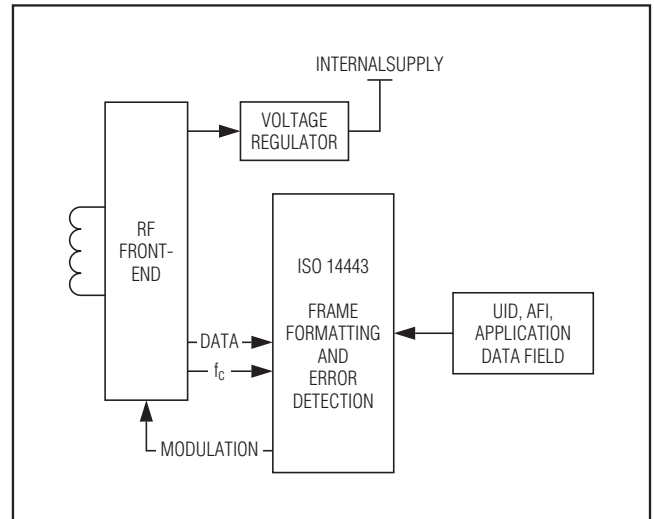 INTERNALSUPPLY
VOLTAGE
REGULATOR
RF
FRONT-
END
ISO 14443
FRAME
FORMATTING
AND
ERROR
DETECTION
UID, AFI,
APPLICATION
DATA FIELD
DATA
fC
MODULATION